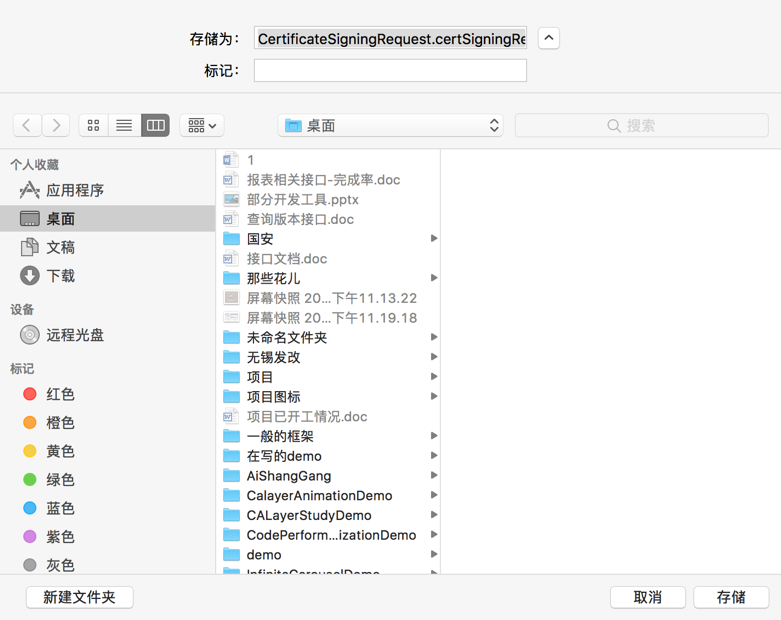 存储为：
CertificateSigningRequest.certSigningRe
标记：
桌面
搜索
个人收藏
应用程序
桌面
文稿
下载
设备
远程光盘
标记
红色
橙色
黄色
绿色
蓝色
紫色
灰色
1
报表相关接口-完成率.doc
部分开发工具.pptx
查询版本接口.doc
国安
接口文档.doc
那些花儿
屏幕快照 20...下午11.13.22
屏幕快照 20...下午11.19.18
未命名文件夹
无锡发改
项目
项目图标
项目已开工情况.doc
一般的框架
在写的demo
AiShangGang
CalayerAnimationDemo
CALayerStudyDemo
CodePerform...izationDemo
demo
InfiniteCarouselDemo
新建文件夹
取消
存储